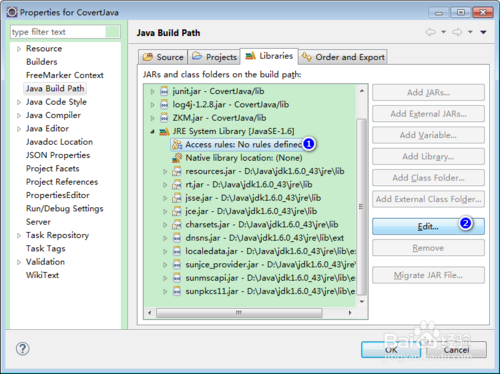 Properties for CovertJava
type filter text
Resource
Builders
FreeMarker Context
Java Build Path
Java Code Style
Java Compiler
Java Editor
Javadoc Location
JSON Properties
Project Facets
Project References
PropertiesEditor
Run/Debug Settings
Server
Task Repository
Task Tags
Validation
WikiText
Java Build Path
Source
Projects
Libraries
Order and Export
JARs and class folders on the build path:
junit.jar - CovertJava/lib
log4j-1.2.8.jar - CovertJava/lib
ZKM.jar - CovertJava/lib
JRE System Library [JavaSE-1.6]
Access rules: No rules defined 1
Native library location: (None)
resources.jar - D:\Java\jdk1.6.0_43\jre\lib
rt.jar - D:\Java\jdk1.6.0_43\jre\lib
jsse.jar - D:\Java\jdk1.6.0_43\jre\lib
jce.jar - D:\Java\jdk1.6.0_43\jre\lib
charsets.jar - D:\Java\jdk1.6.0_43\jre\lib
dnsns.jar - D:\Java\jdk1.6.0_43\jre\lib\ext
localedata.jar - D:\Java\jdk1.6.0_43\jre\lib\e
sunjce_provider.jar - D:\Java\jdk1.6.0_43\jre
sunmscapi.jar - D:\Java\jdk1.6.0_43\jre\lib\ex
sunpkcs11.jar - D:\Java\jdk1.6.0_43\jre\lib\ex
Add JARs...
Add External JARs...
Add Variable...
Add Library...
Add Class Folder...
Add External Class Folder...
Edit... 2
Remove
Migrate JAR File...
OK
Cancel